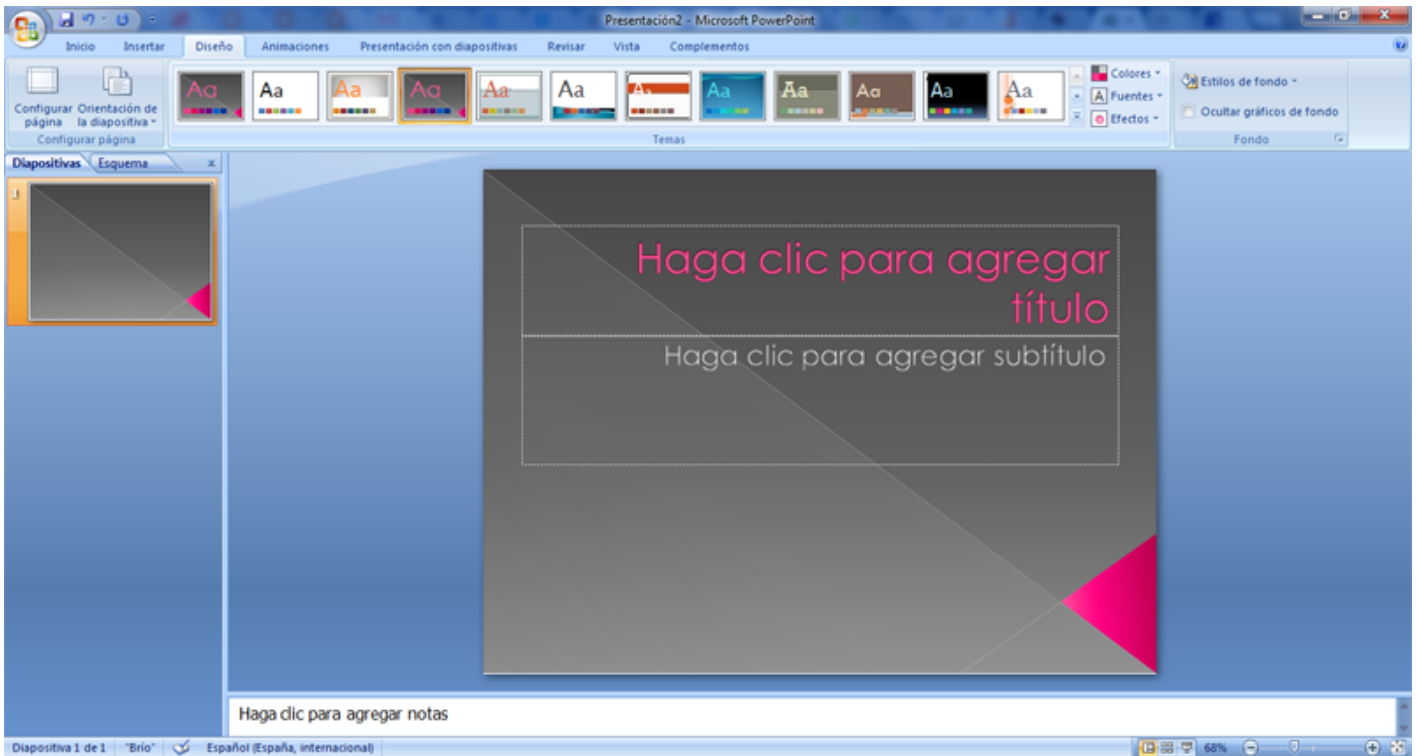 Presentación2 - Microsoft PowerPoint
Inicio Insertar Diseño Animaciones Presentación con diapositivas Revisar Vista Complementos
Configurar página
Orientación de la diapositiva
Configurar página
Aa Aa Aa Aa Aa Aa Aa Aa Aa Aa Aa Aa
Temas
Colores
Fuentes
Efectos
Estilos de fondo
Ocultar gráficos de fondo
Fondo
Diapositivas Esquema x
1
Haga clic para agregar
título
Haga clic para agregar subtítulo
Haga clic para agregar notas
Diapositiva 1 de 1 "Brío" Español (España, internacional) 68%